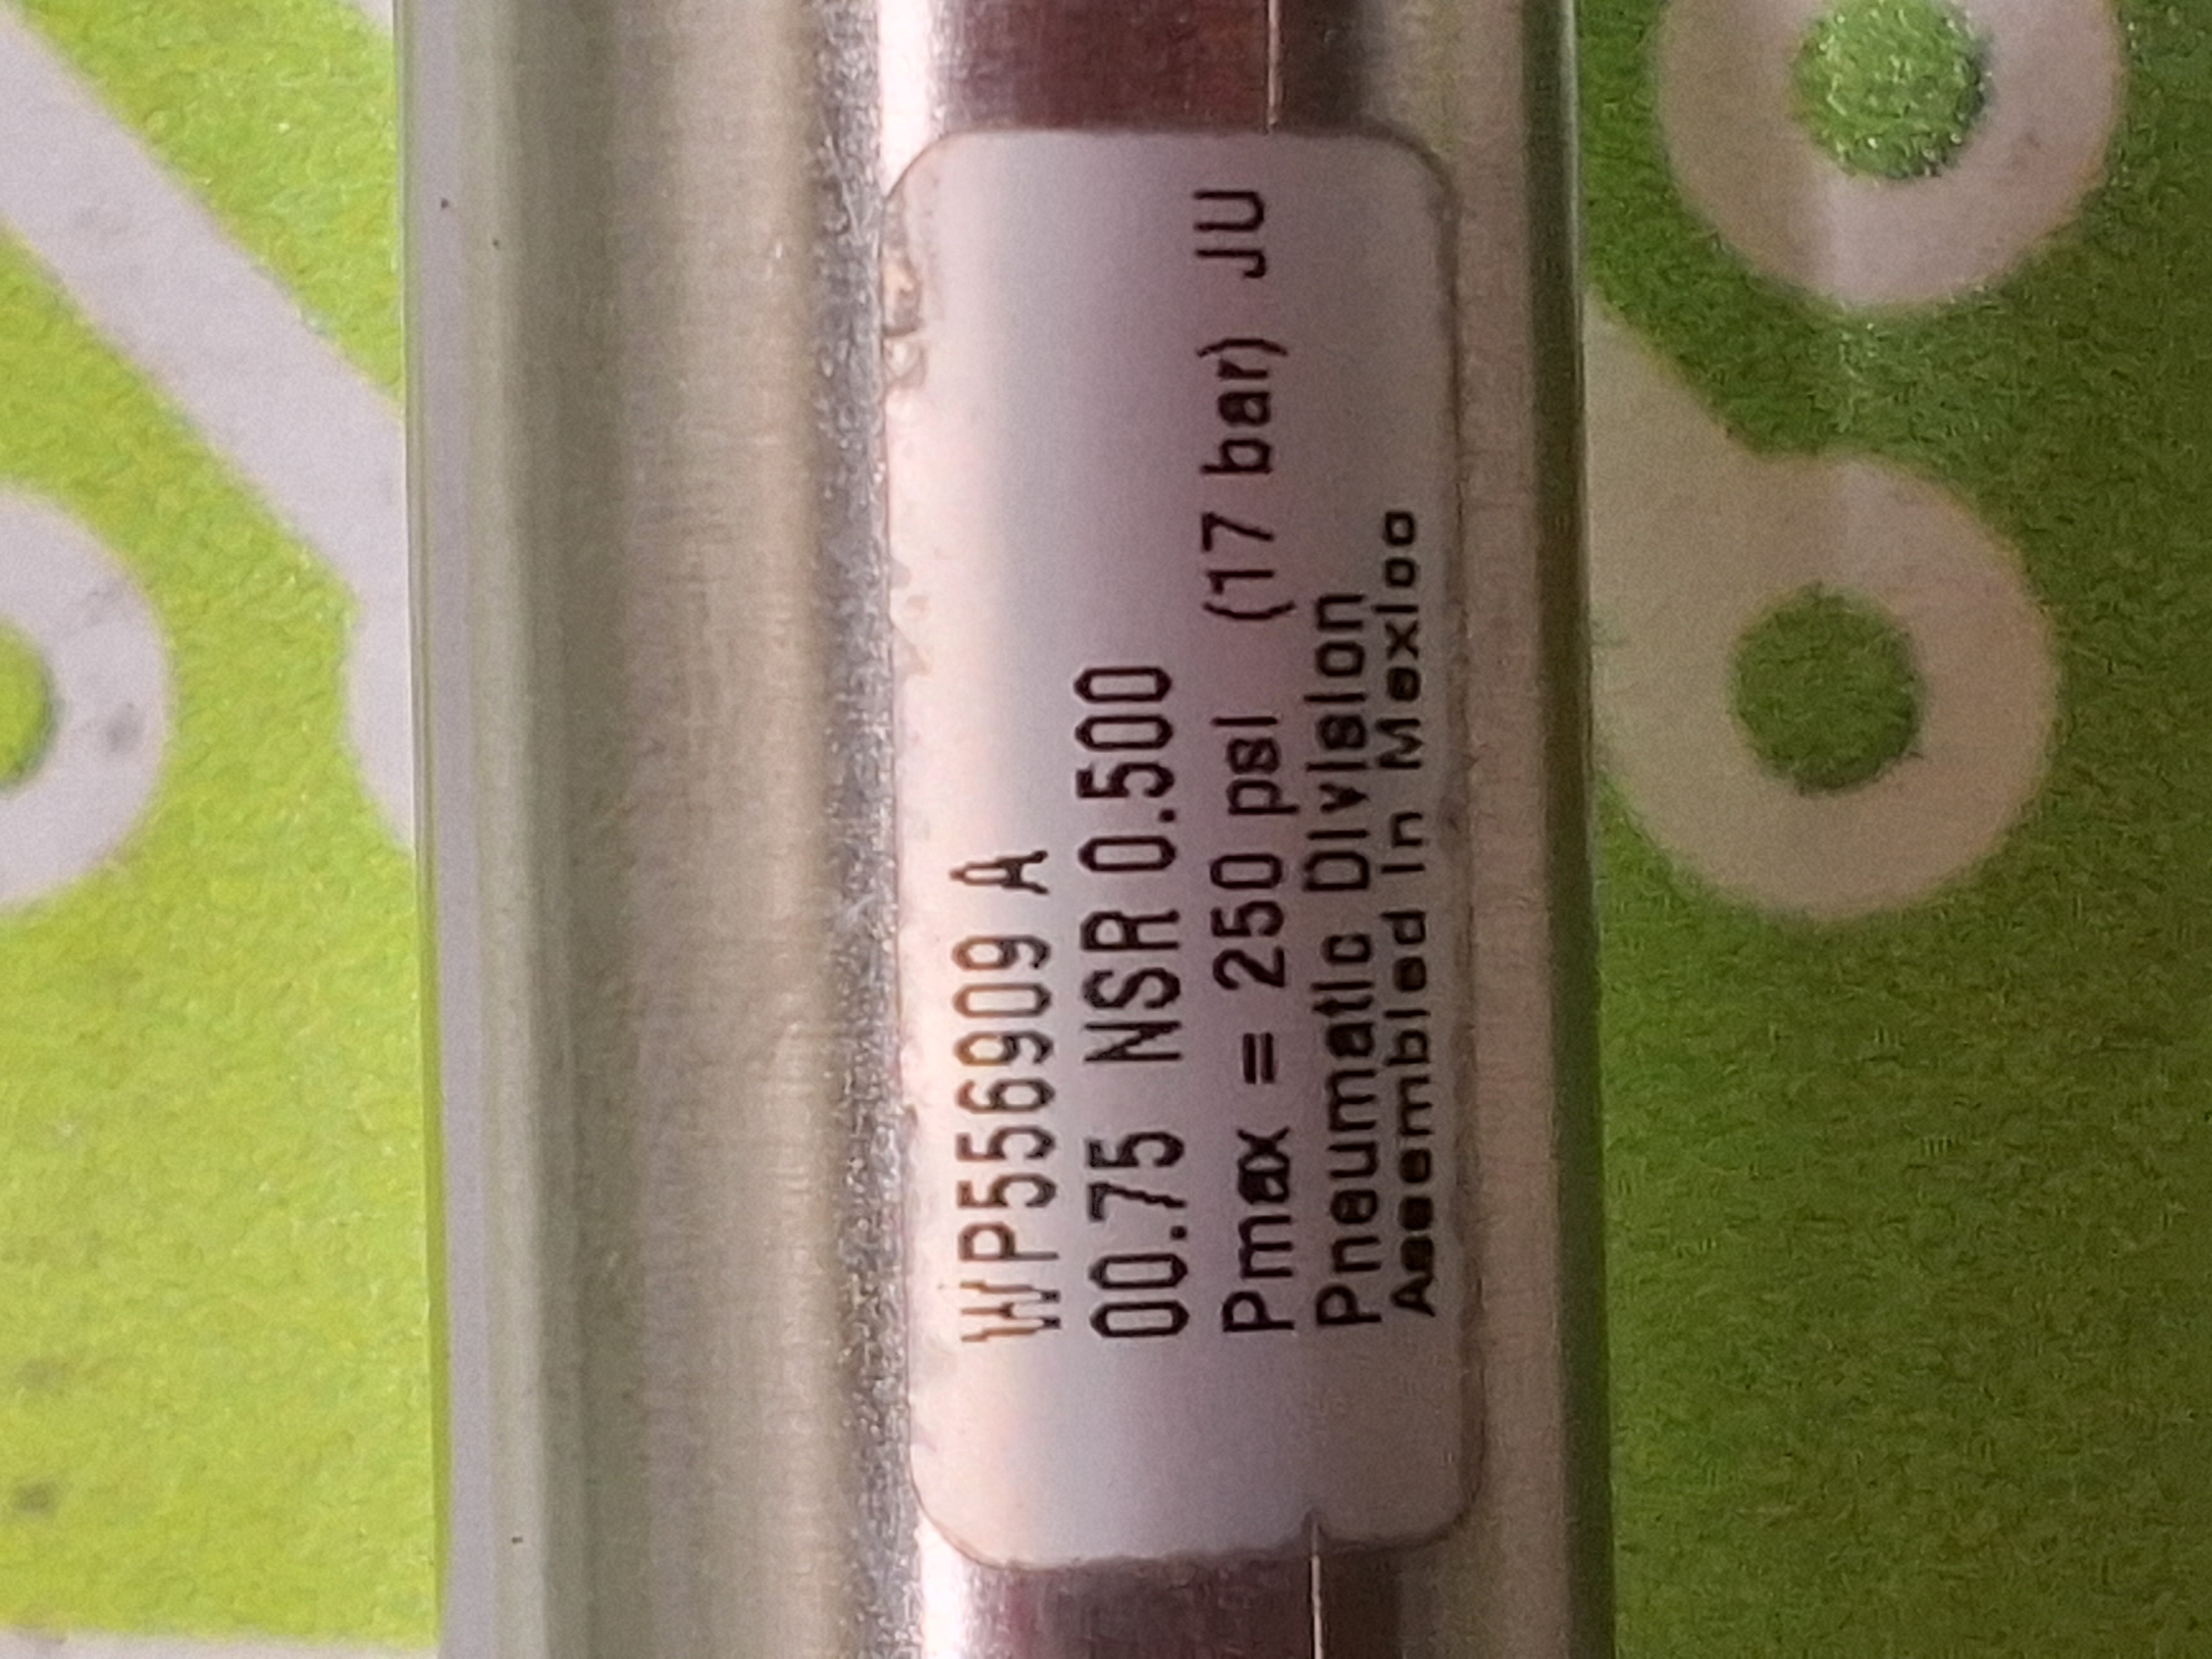 WP556909 A
00.75 NSR 0.500
Pmax = 250 psi (17 bar) JU
Pneumatic Division
Assembled In Mexico